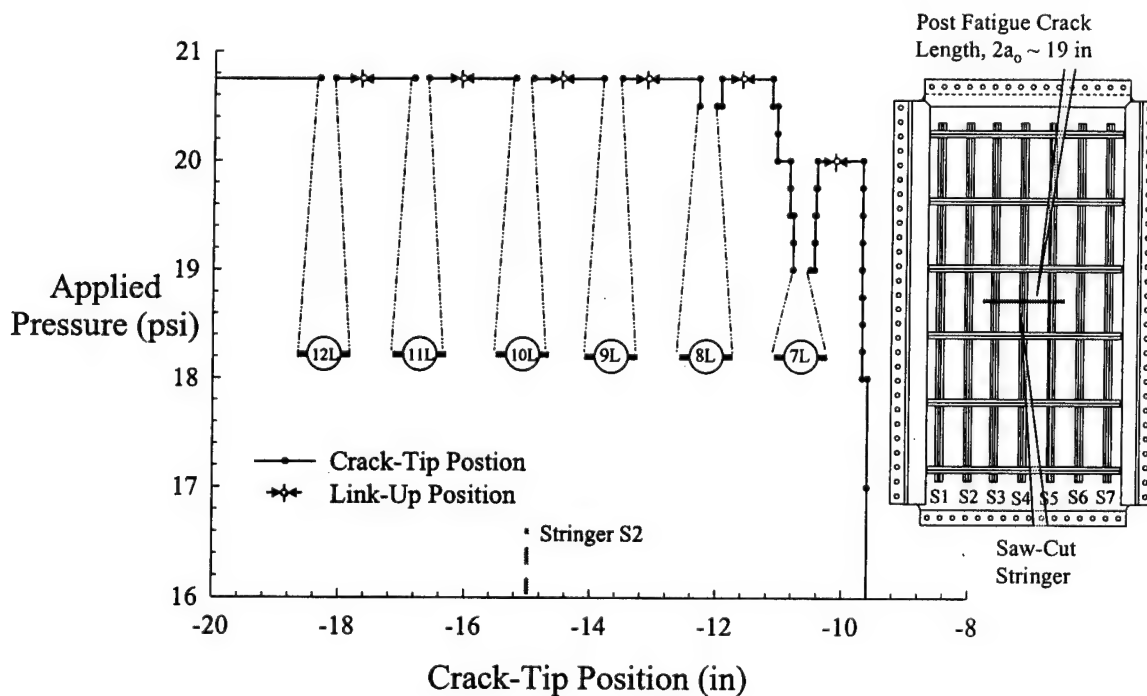 Post Fatigue Crack
Length, 2aₒ ~ 19 in
21
20
19
18
17
16
Applied
Pressure (psi)
12L
11L
10L
9L
8L
7L
Crack-Tip Postion
Link-Up Position
Stringer S2
S1 S2 S3 S4 S5 S6 S7
Saw-Cut
Stringer
-20
-18
-16
-14
-12
-10
-8
Crack-Tip Position (in)